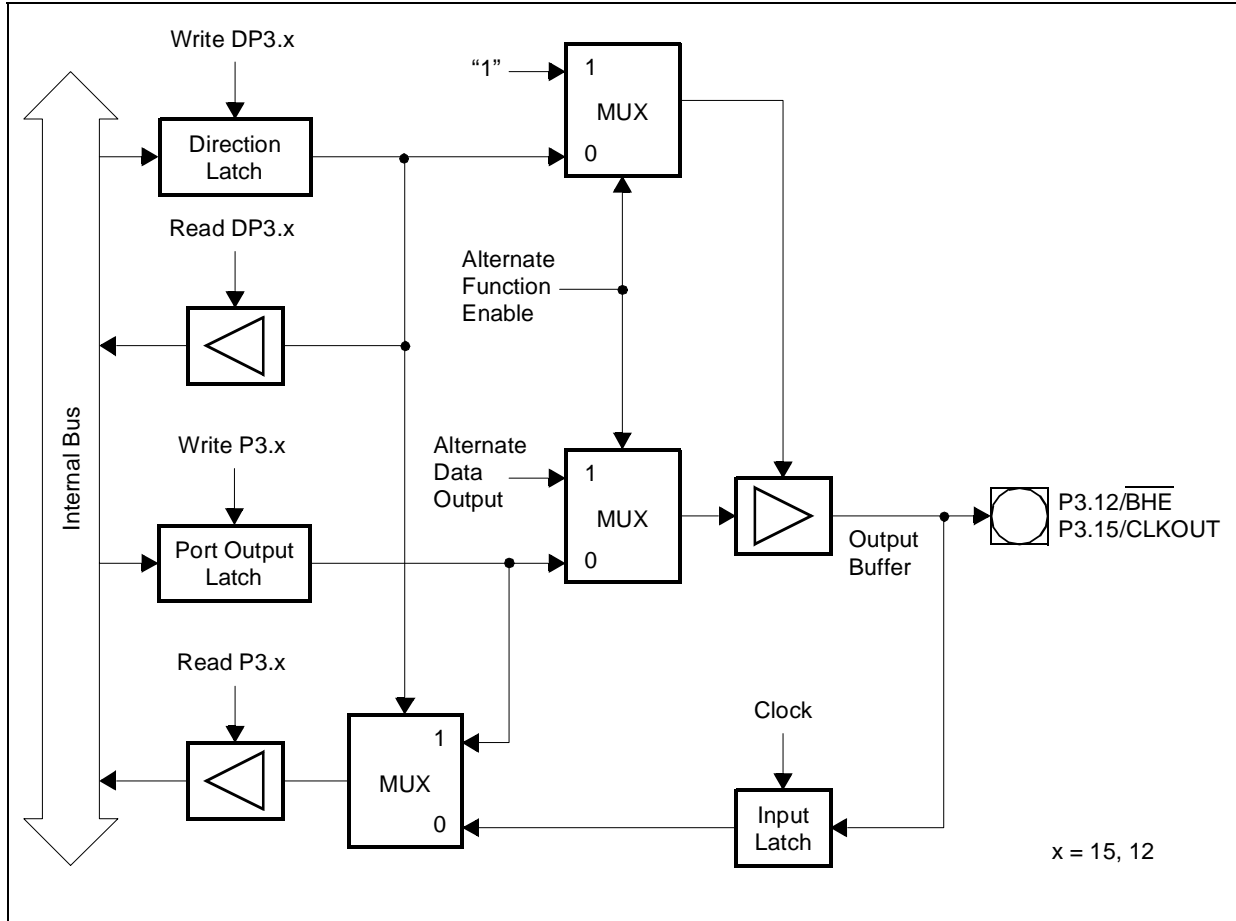 Write DP3.x
“1”
1
MUX
0
Direction
Latch
Read DP3.x
Alternate
Function
Enable
Internal Bus
Write P3.x
Alternate
Data
Output
1
MUX
0
Port Output
Latch
Output
Buffer
P3.12/B̅H̅E̅
P3.15/CLKOUT
Read P3.x
1
MUX
0
Clock
Input
Latch
x = 15, 12